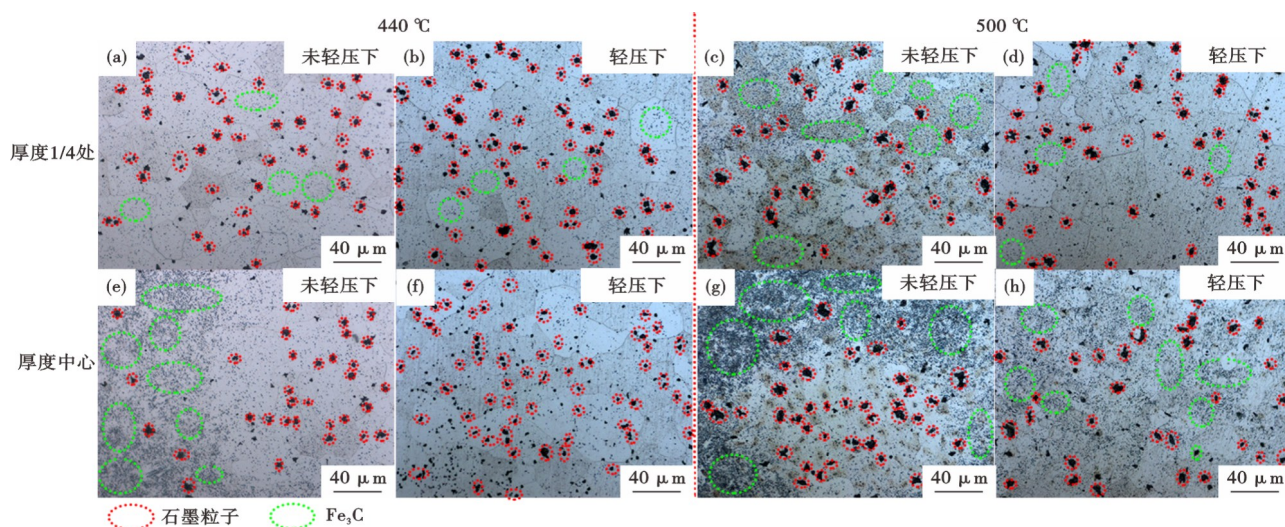 440 ℃
500 ℃
(a) 未轻压下
(b) 轻压下
(c) 未轻压下
(d) 轻压下
厚度1/4处
40 μm
40 μm
40 μm
40 μm
(e) 未轻压下
(f) 轻压下
(g) 未轻压下
(h) 轻压下
厚度中心
40 μm
40 μm
40 μm
40 μm
石墨粒子
Fe₃C